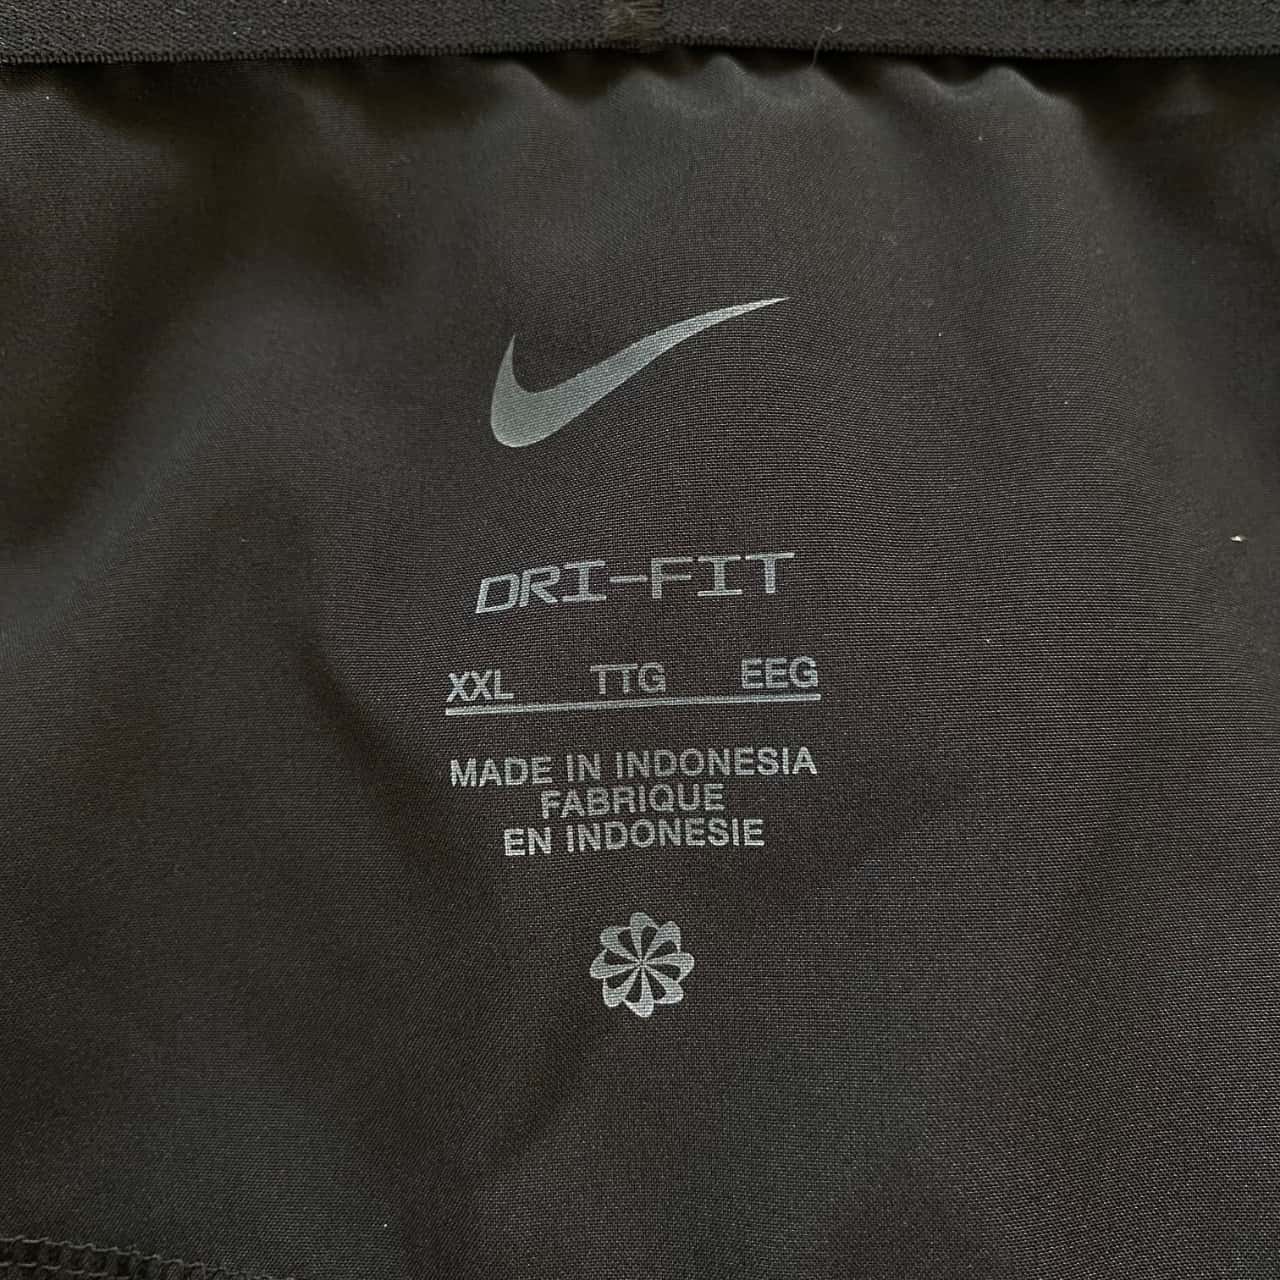 DRI-FIT
XXL TTG EEG
MADE IN INDONESIA
FABRIQUE
EN INDONESIE